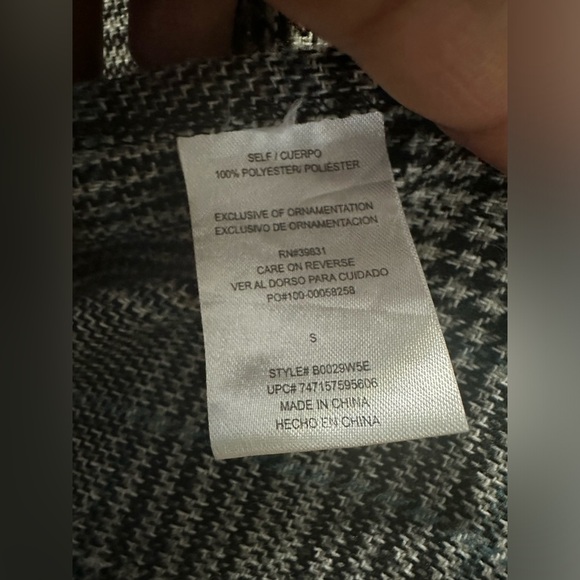 SELF / CUERPO
100% POLYESTER/ POLIÉSTER
EXCLUSIVE OF ORNAMENTATION
EXCLUSIVO DE ORNAMENTACION
RN#39631
CARE ON REVERSE
VER AL DORSO PARA CUIDADO
PO#100-00058258
S
STYLE# B0029W5E
UPC# 747157595606
MADE IN CHINA
HECHO EN CHINA